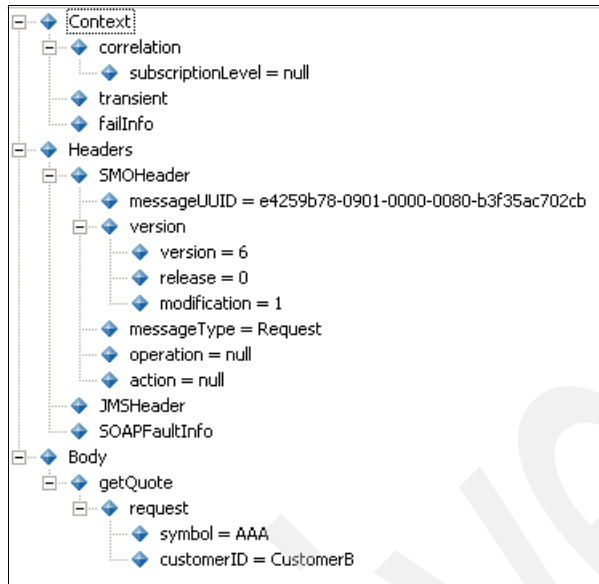 Context
correlation
subscriptionLevel = null
transient
failInfo
Headers
SMOHeader
messageUUID = e4259b78-0901-0000-0080-b3f35ac702cb
version
version = 6
release = 0
modification = 1
messageType = Request
operation = null
action = null
JMSHeader
SOAPFaultInfo
Body
getQuote
request
symbol = AAA
customerID = CustomerB